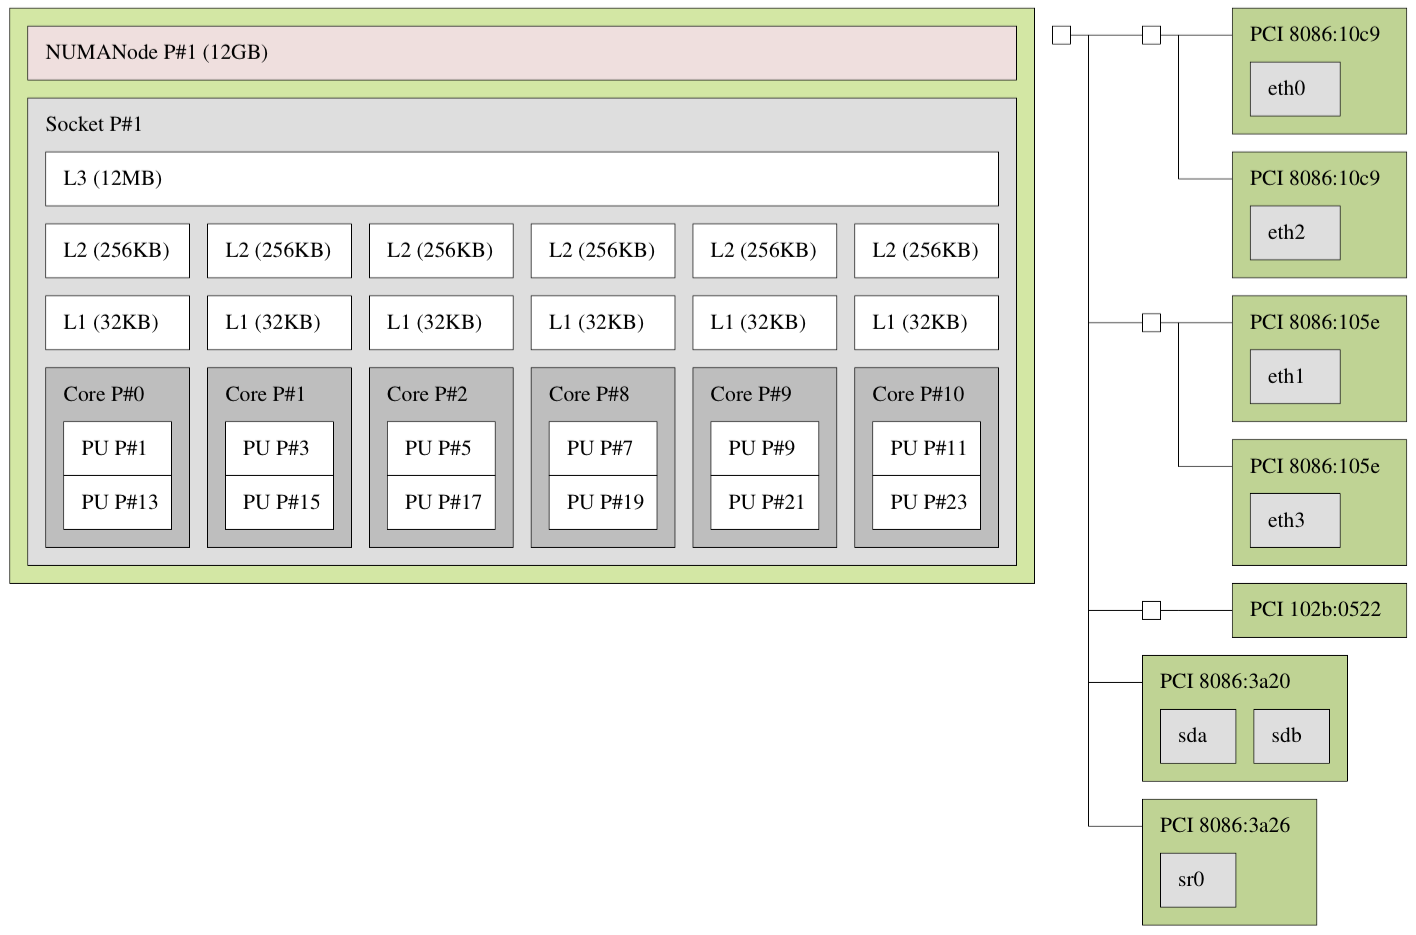 NUMANode P#1 (12GB)
Socket P#1
L3 (12MB)
L2 (256KB) L2 (256KB) L2 (256KB) L2 (256KB) L2 (256KB) L2 (256KB)
L1 (32KB) L1 (32KB) L1 (32KB) L1 (32KB) L1 (32KB) L1 (32KB)
Core P#0 Core P#1 Core P#2 Core P#8 Core P#9 Core P#10
PU P#1 PU P#3 PU P#5 PU P#7 PU P#9 PU P#11
PU P#13 PU P#15 PU P#17 PU P#19 PU P#21 PU P#23
PCI 8086:10c9
eth0
PCI 8086:10c9
eth2
PCI 8086:105e
eth1
PCI 8086:105e
eth3
PCI 102b:0522
PCI 8086:3a20
sda sdb
PCI 8086:3a26
sr0